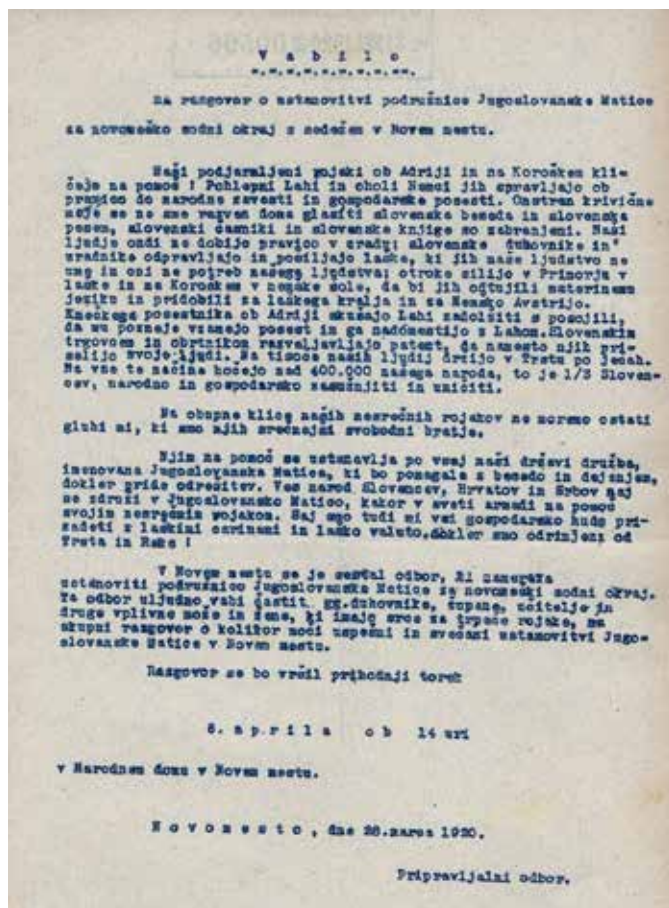 V a b i l o
na razgovor o ustanovitvi podružnice Jugoslovanske Matice
za novomeško sodni okraj s sedežem v Novem mestu.
Naši podjarmljeni rojaki ob Adriji in na Koroškem kli-
čejo na pomoč ! Pohlepni Lahi in oholi Nemci jih spravljajo ob
pravico do narodne zavesti in gospodarske posesti. Onstran krivične
meje se ne sme razven doma glasiti slovenska beseda in slovenska
pesem, slovenski časniki in slovenske knjige so zabranjeni. Naši
ljudje ondi ne dobijo pravico v uradu; slovenske duhovnike in
uradnike odpravljajo in pošiljajo laške, ki jih naše ljudstvo ne
ume in oni ne potreb našega ljudstva; otroke silijo v Primorju v
laške in na Koroškem v nemške šole, da bi jih odtujili materinemu
jeziku in pridobili za laškega kralja in za Nemško Avstrijo.
Kmečkega posestnika ob Adriji skušajo Lahi zadolžiti s posojili,
da mu pozneje vzamejo posest in ga nadomestijo z Lahom. Slovenskim
trgovcem in obrtnikom razveljavljajo patent, da namesto njih pri-
selijo svoje ljudi. Na tisoče naših ljudij držijo v Trstu po ječah.
Na vse te načine hočejo nad 400.000 našega naroda, to je 1/3 Sloven-
cev, narodno in gospodarsko zasužnjiti in uničiti.
Na obupne klice naših nesrečnih rojakov ne moremo ostati
gluhi mi, ki smo njih srečnejši svobodni bratje.
Njim na pomoč se ustanavlja po vsej naši državi družba,
imenovana Jugoslovanska Matica, ki bo pomagala z besedo in dejanjem,
dokler pride odrešitev. Ves narod Slovencev, Hrvatov in Srbov naj
se združi v Jugoslovansko Matico, kakor v sveti armadi na pomoč
svojim nesrečnim rojakom. Saj smo tudi mi vsi gospodarsko hudo pri-
zadeti z laškimi carinami in laško valuto, dokler smo odrinjeni od
Trsta in Reke !
V Novem mestu se je sestal odbor, ki namerava
ustanoviti podružnico Jugoslovanske Matice za novomeški sodni okraj.
Ta odbor uljudno vabi častit. gg. duhovnike, župane, učitelje in
druge vplivne može in žene, ki imajo srce za trpeče rojake, na
skupni razgovor o kolikor moči uspešni in svečani ustanovitvi Jugo-
slovanske Matice v Novem mestu.
Razgovor se bo vršil prihodnji torek
6. a p r i l a o b 14 uri
v Narodnem domu v Novem mestu.
N o v o m e s t o , dne 28.marca 1920.
Pripravljalni odbor.